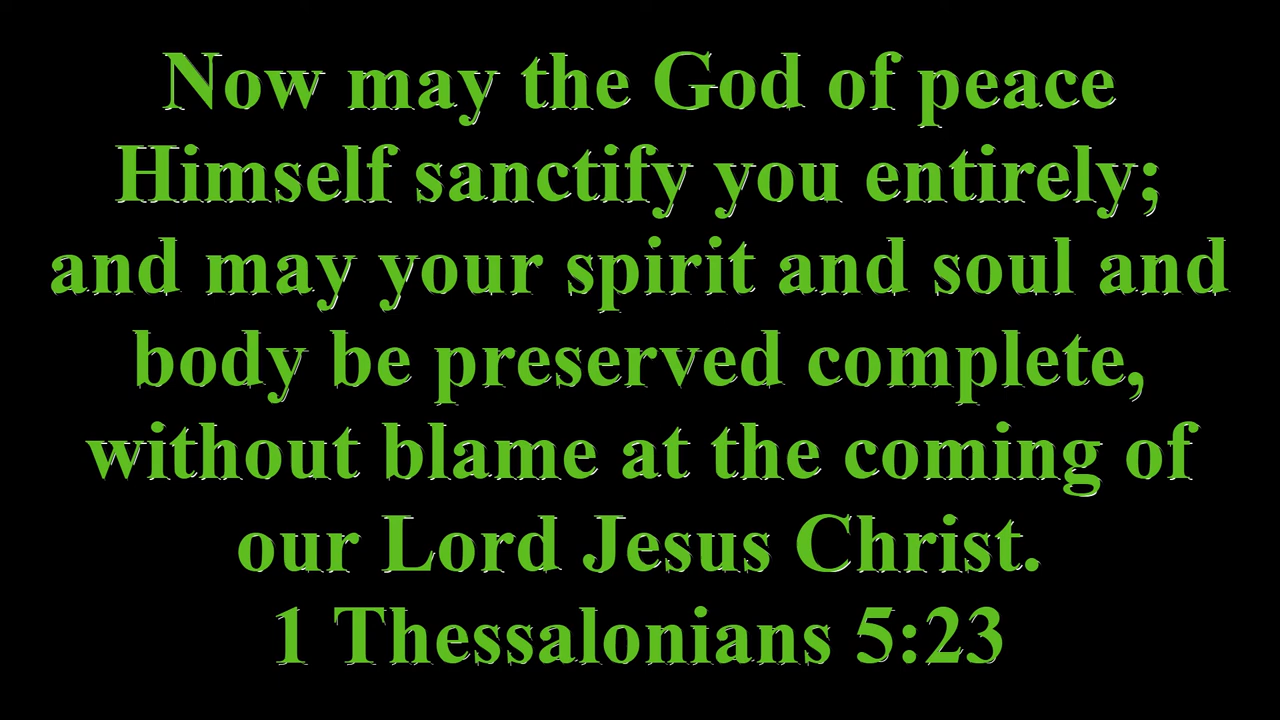 Now may the God of peace
Himself sanctify you entirely;
and may your spirit and soul and
body be preserved complete,
without blame at the coming of
our Lord Jesus Christ.
1 Thessalonians 5:23